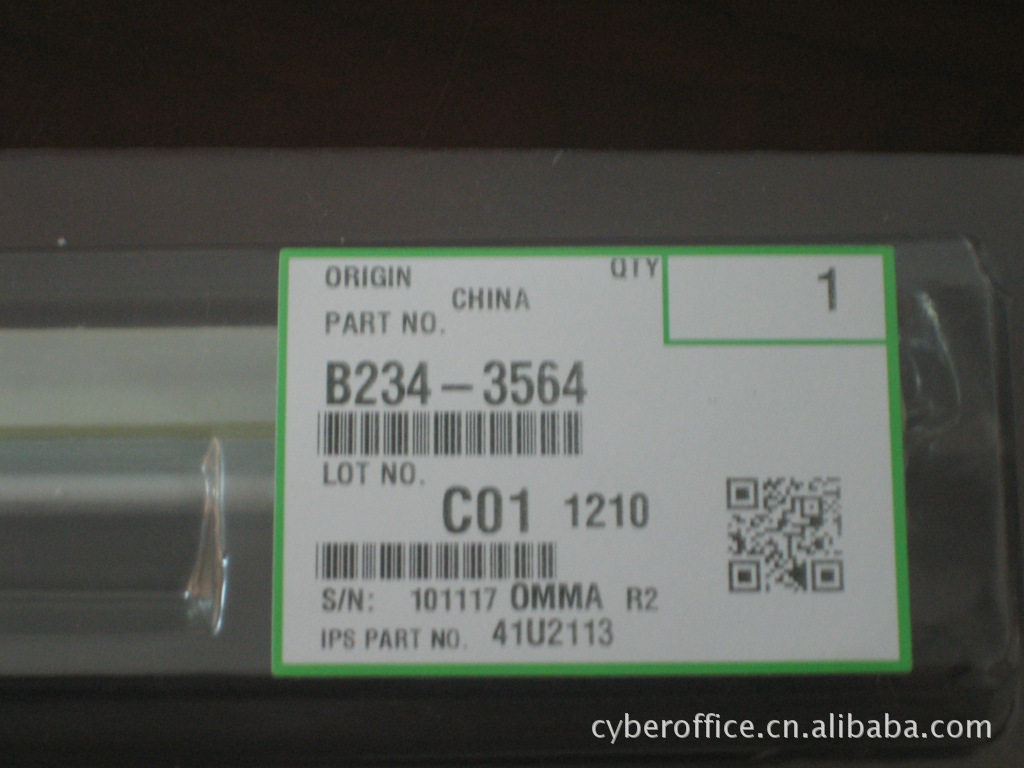 ORIGIN
QTY
1
CHINA
PART NO.
B234-3564
LOT NO.
C01 1210
S/N: 101117 OMMA R2
IPS PART NO. 41U2113
cyberoffice.cn.alibaba.com